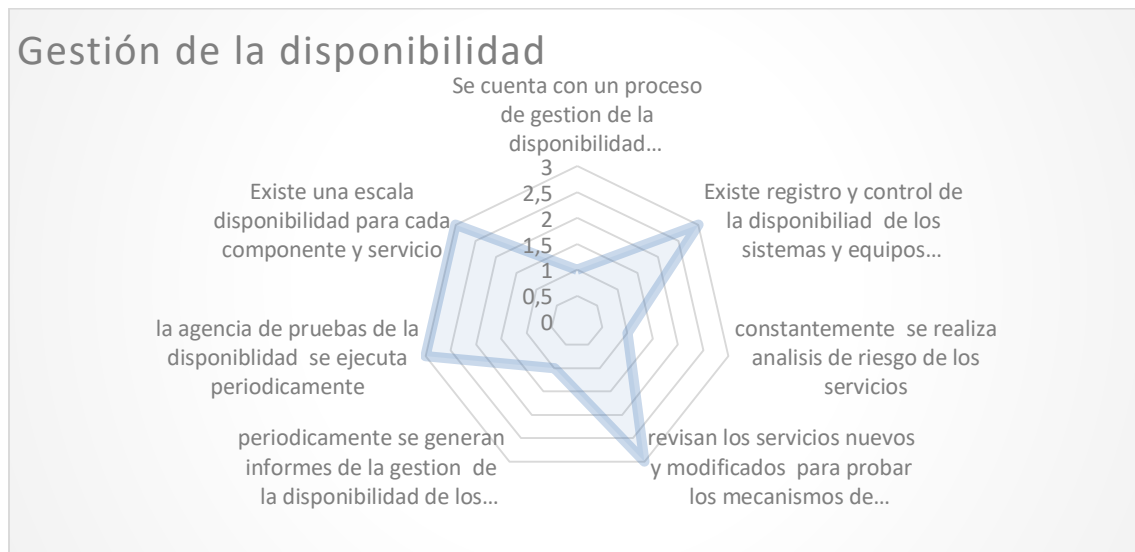 Gestión de la disponibilidad
Se cuenta con un proceso
de gestion de la
disponibilidad...
3
2,5
2
1,5
1
0,5
0
Existe registro y control de
la disponibiliad de los
sistemas y equipos...
constantemente se realiza
analisis de riesgo de los
servicios
revisan los servicios nuevos
y modificados para probar
los mecanismos de...
periodicamente se generan
informes de la gestion de
la disponibilidad de los...
la agencia de pruebas de la
disponiblidad se ejecuta
periodicamente
Existe una escala
disponibilidad para cada
componente y servicio